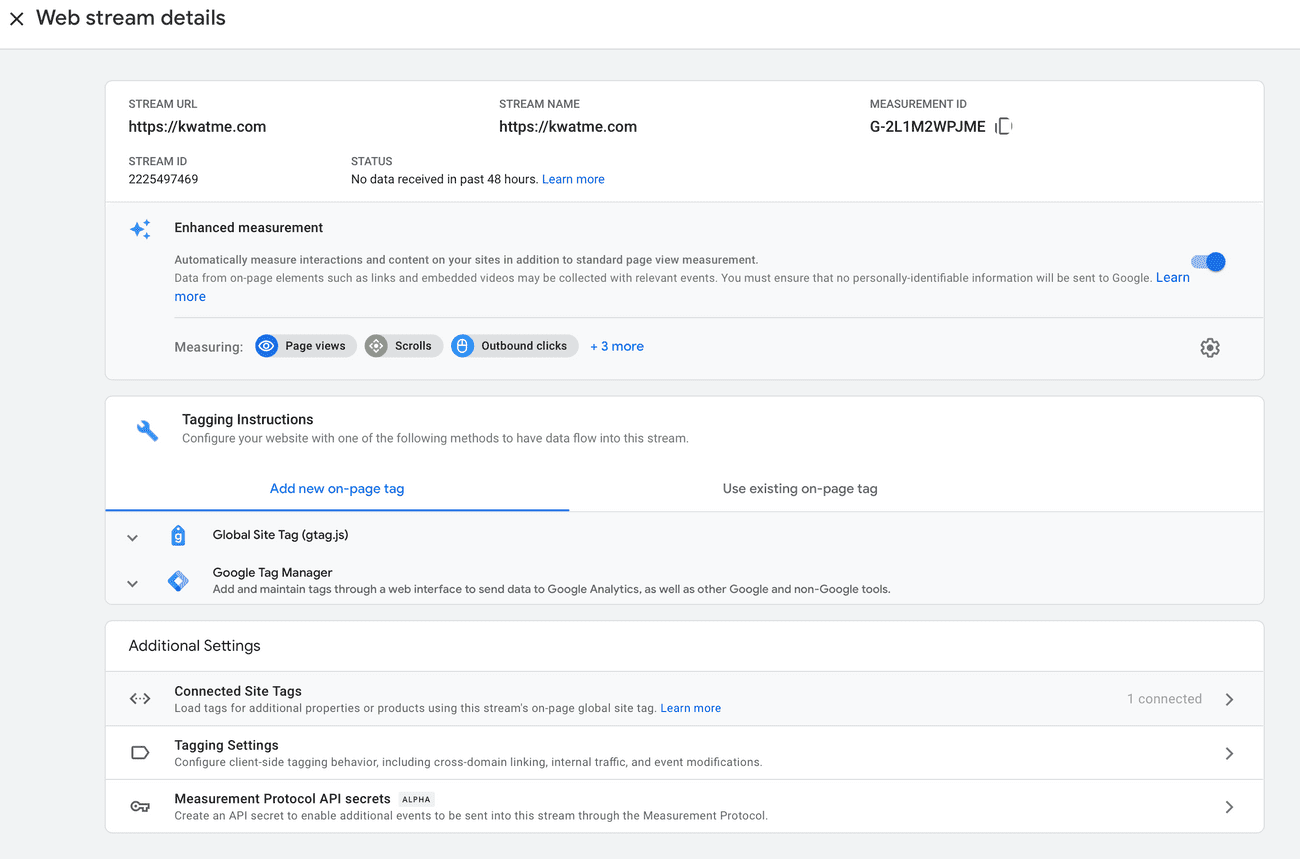 Web stream details
STREAM URL
https://kwatme.com
STREAM NAME
https://kwatme.com
MEASUREMENT ID
G-2L1M2WPJME
STREAM ID
2225497469
STATUS
No data received in past 48 hours. Learn more
Enhanced measurement
Automatically measure interactions and content on your sites in addition to standard page view measurement.
Data from on-page elements such as links and embedded videos may be collected with relevant events. You must ensure that no personally-identifiable information will be sent to Google. Learn
more
Measuring: Page views Scrolls Outbound clicks + 3 more
Tagging Instructions
Configure your website with one of the following methods to have data flow into this stream.
Add new on-page tag
Use existing on-page tag
g
Global Site Tag (gtag.js)
Google Tag Manager
Add and maintain tags through a web interface to send data to Google Analytics, as well as other Google and non-Google tools.
Additional Settings
Connected Site Tags
Load tags for additional properties or products using this stream's on-page global site tag. Learn more
1 connected
Tagging Settings
Configure client-side tagging behavior, including cross-domain linking, internal traffic, and event modifications.
Measurement Protocol API secrets ALPHA
Create an API secret to enable additional events to be sent into this stream through the Measurement Protocol.